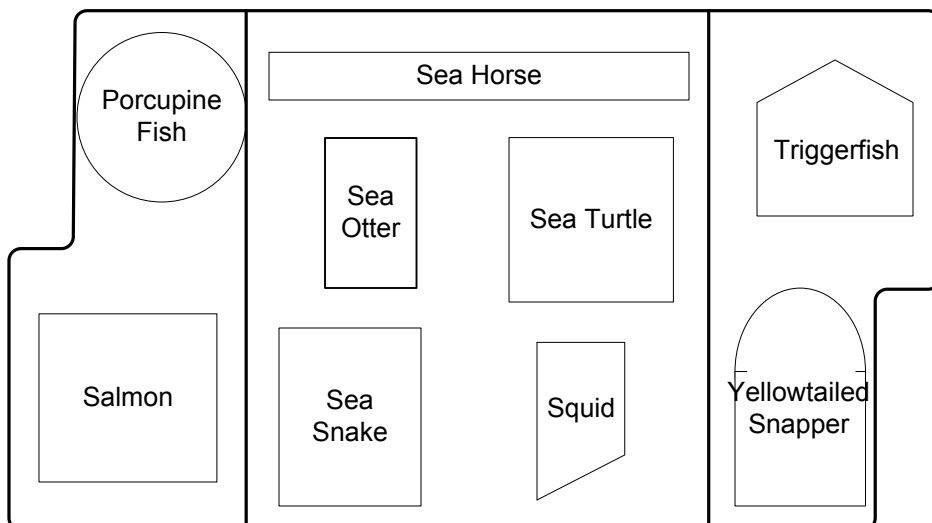 Sea Horse
Porcupine
Fish
Triggerfish
Sea
Otter
Sea Turtle
Salmon
Sea
Snake
Squid
Yellowtailed
Snapper